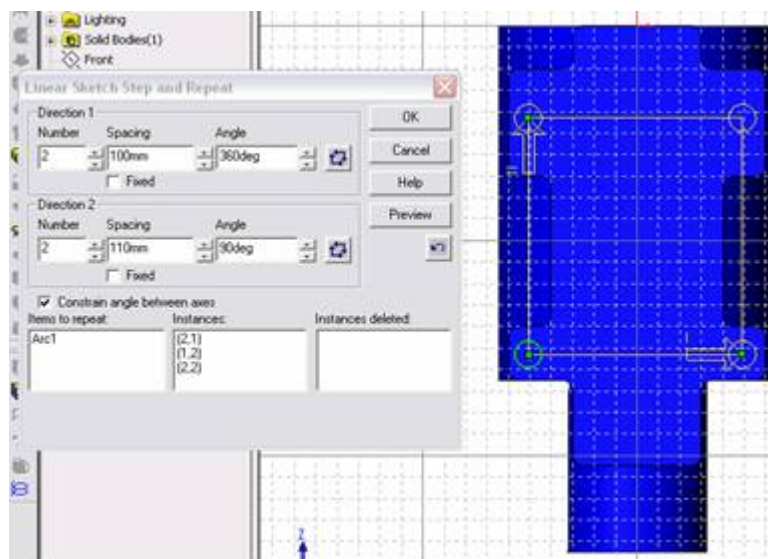 Lighting
Solid Bodies(1)
Front
Linear Sketch Step and Repeat
Direction 1
Number Spacing Angle
2 100mm 360deg
Fixed
OK
Cancel
Help
Preview
Direction 2
Number Spacing Angle
2 110mm 90deg
Fixed
Constrain angle between axes
Items to repeat: Instances: Instances deleted:
Arc1 (2,1)
(1,2)
(2,2)
Z